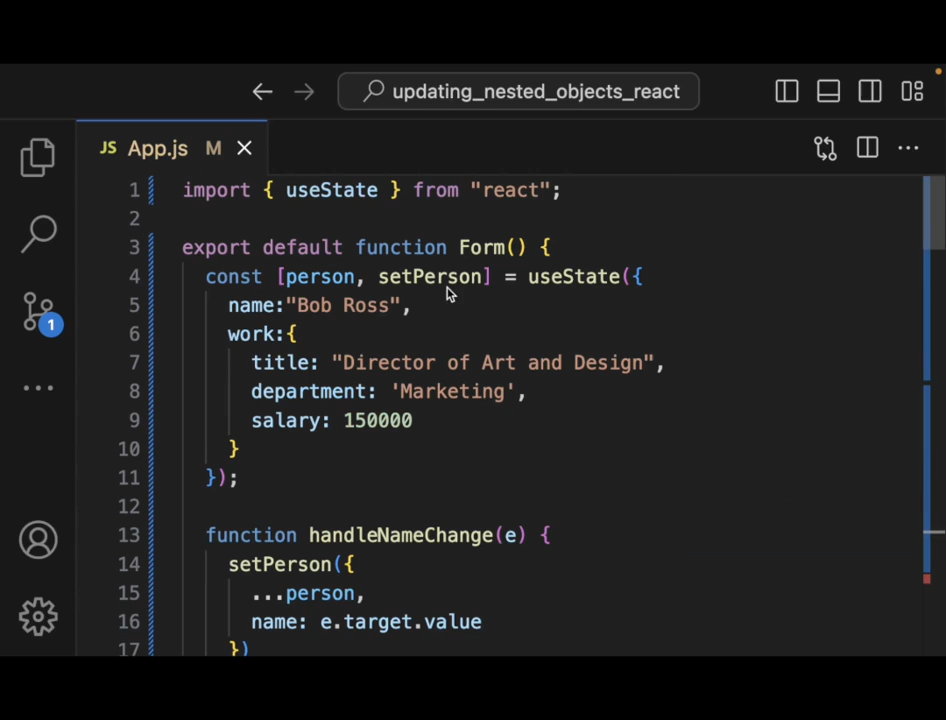 updating_nested_objects_react
JS App.js M
1 import { useState } from "react";
2
3 export default function Form() {
4 const [person, setPerson] = useState({
5 name:"Bob Ross",
6 work:{
7 title: "Director of Art and Design",
8 department: 'Marketing',
9 salary: 150000
10 }
11 });
12
13 function handleNameChange(e) {
14 setPerson({
15 ...person,
16 name: e.target.value
17 })
1